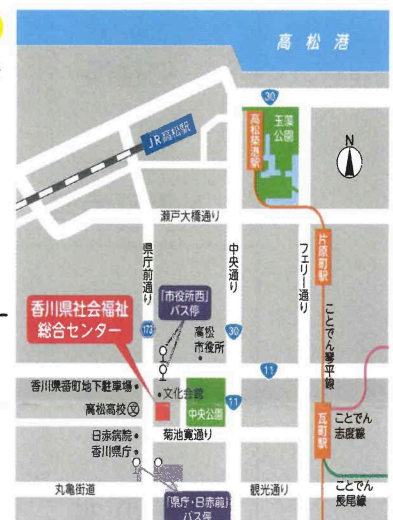 高松港
30
高松築港駅
玉藻
公園
N
JR高松駅
瀬戸大橋通り
県庁前通り
中央通り
フェリー通り
片原町駅
ことでん琴平線
「市役所西」
バス停
香川県社会福祉
総合センター
173
高松
市役所
30
11
香川県番町地下駐車場
文化会館
中央公園
11
高松高校
文
瓦町駅
ことでん
志度線
日赤病院
菊池寛通り
香川県庁
丸亀街道
観光通り
ことでん
長尾線
「県庁・日赤前」
バス停